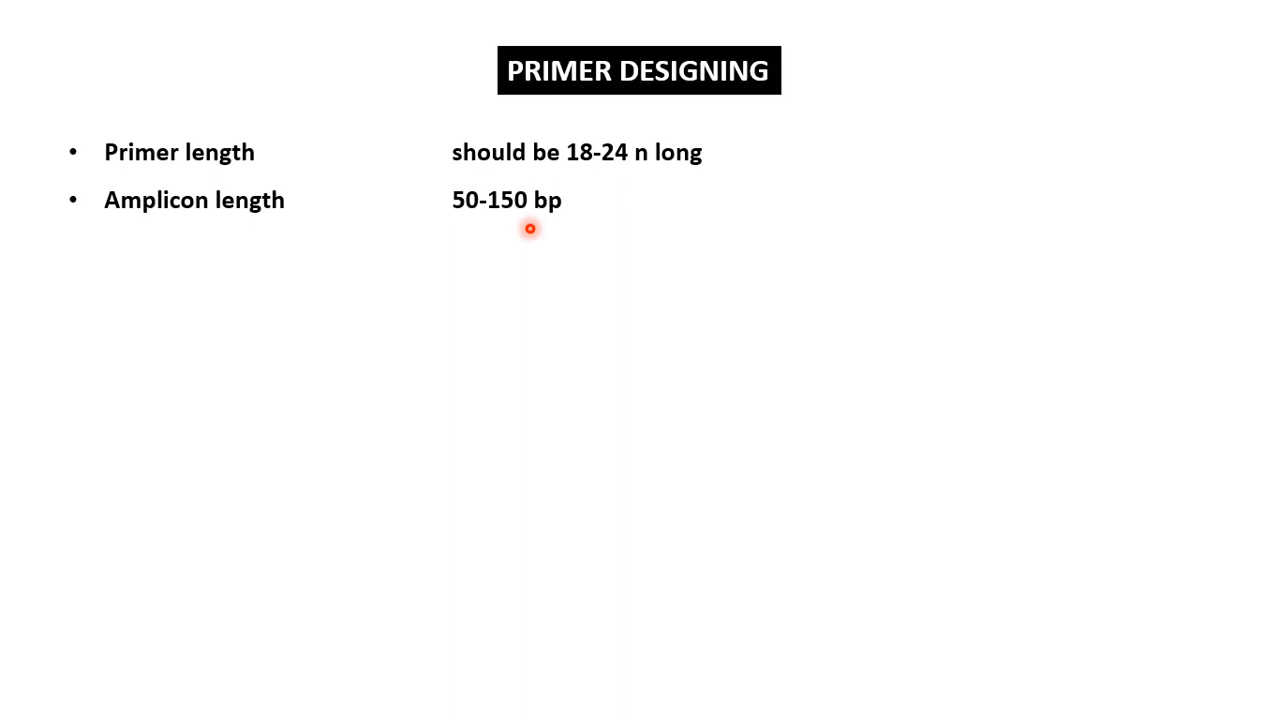 PRIMER DESIGNING
• Primer length should be 18-24 n long
• Amplicon length 50-150 bp